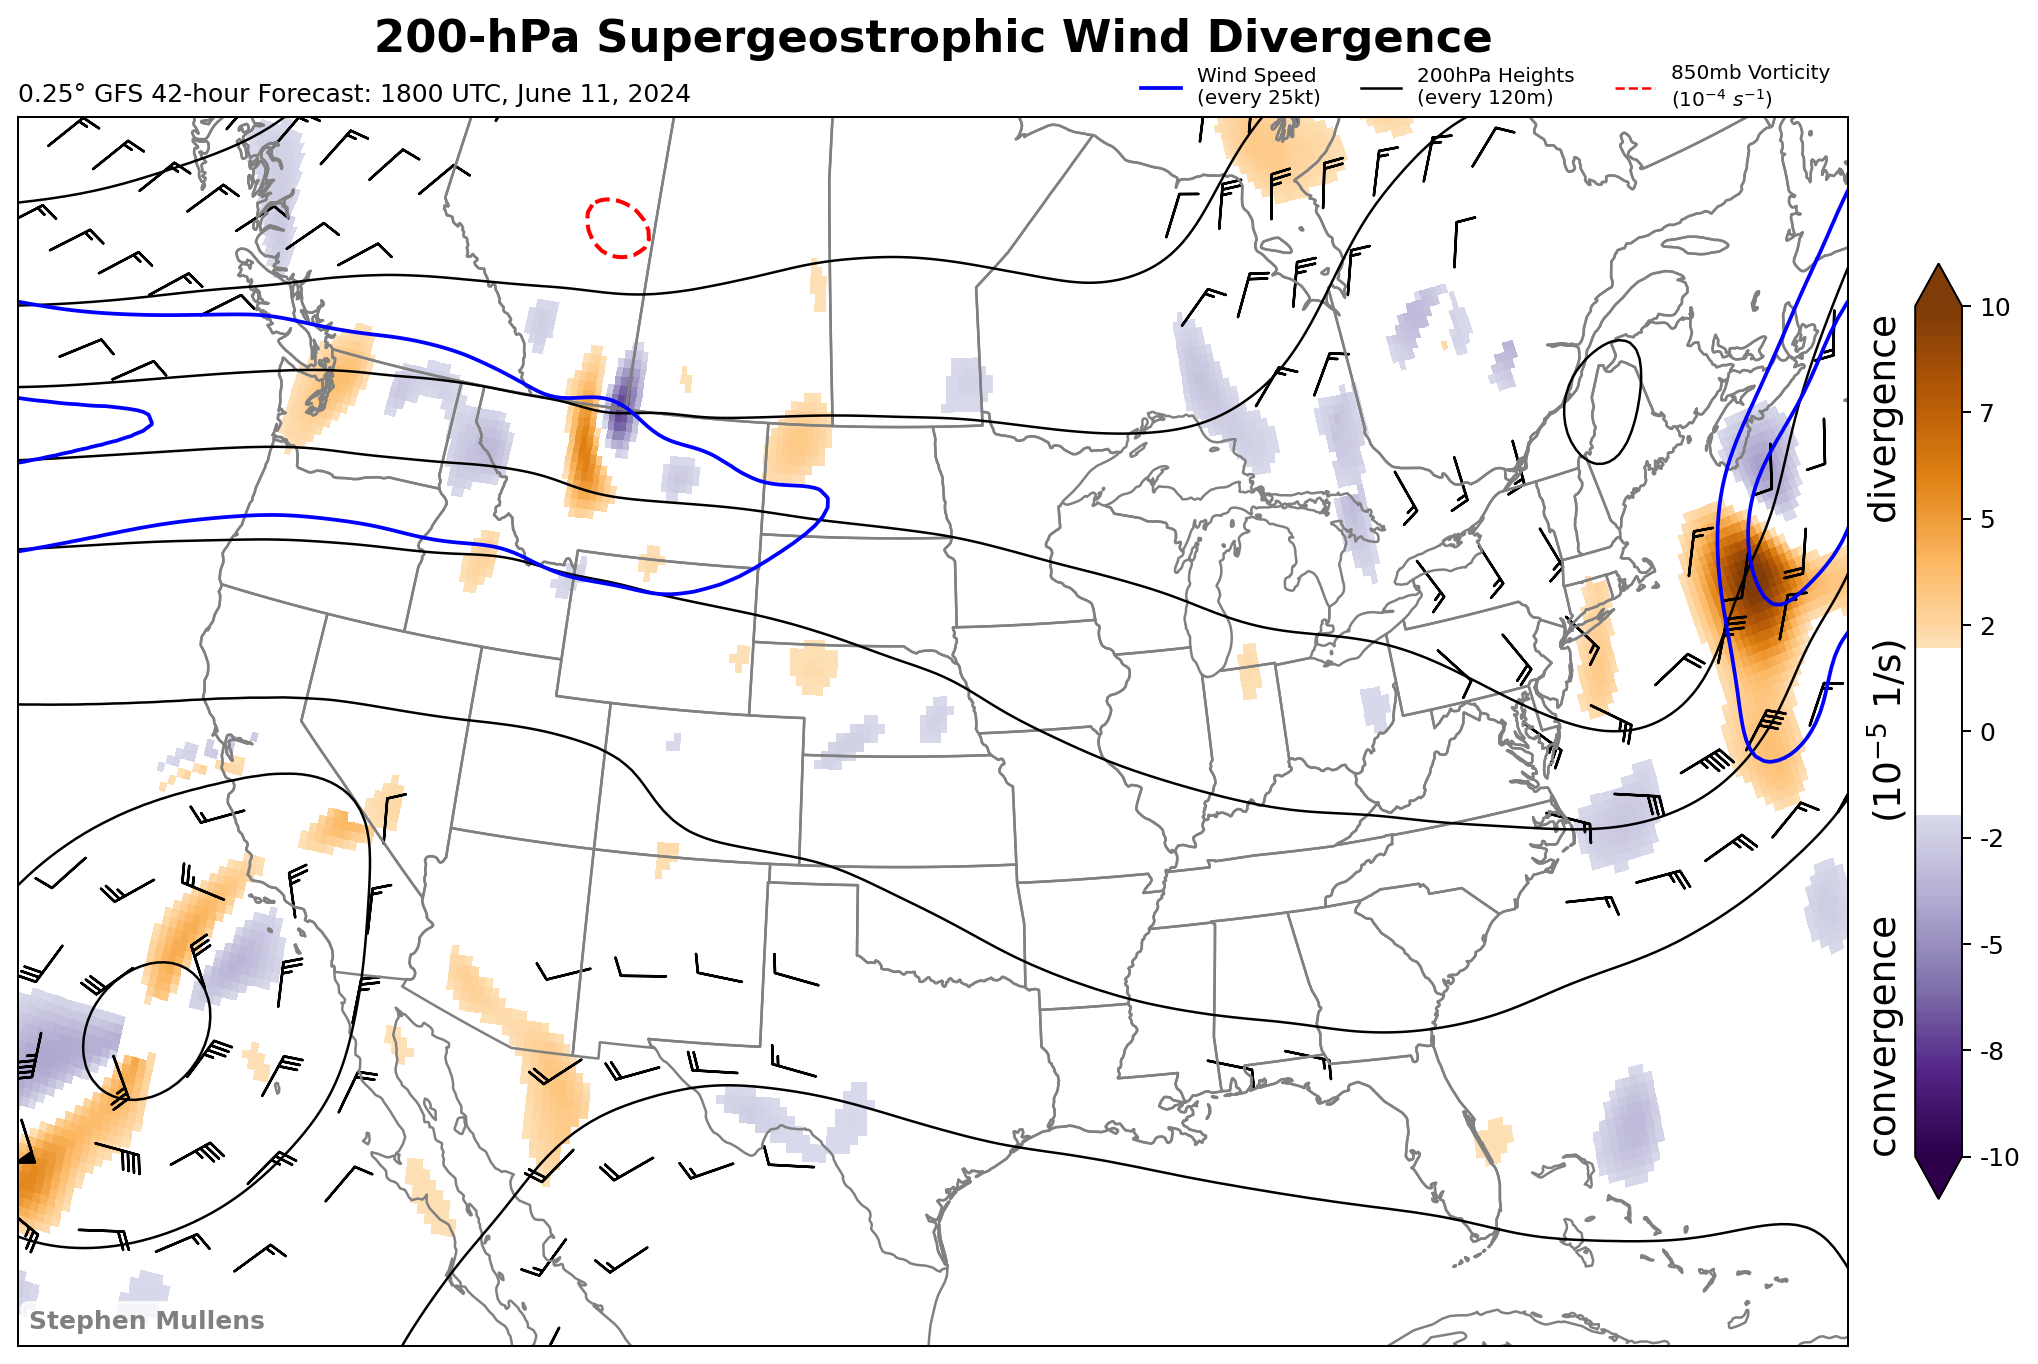 200-hPa Supergeostrophic Wind Divergence
0.25° GFS 42-hour Forecast: 1800 UTC, June 11, 2024
Wind Speed
(every 25kt)
200hPa Heights
(every 120m)
850mb Vorticity
(10⁻⁴ s⁻¹)
10
7
5
2
0
-2
-5
-8
-10
convergence (10⁻⁵ 1/s) divergence
Stephen Mullens